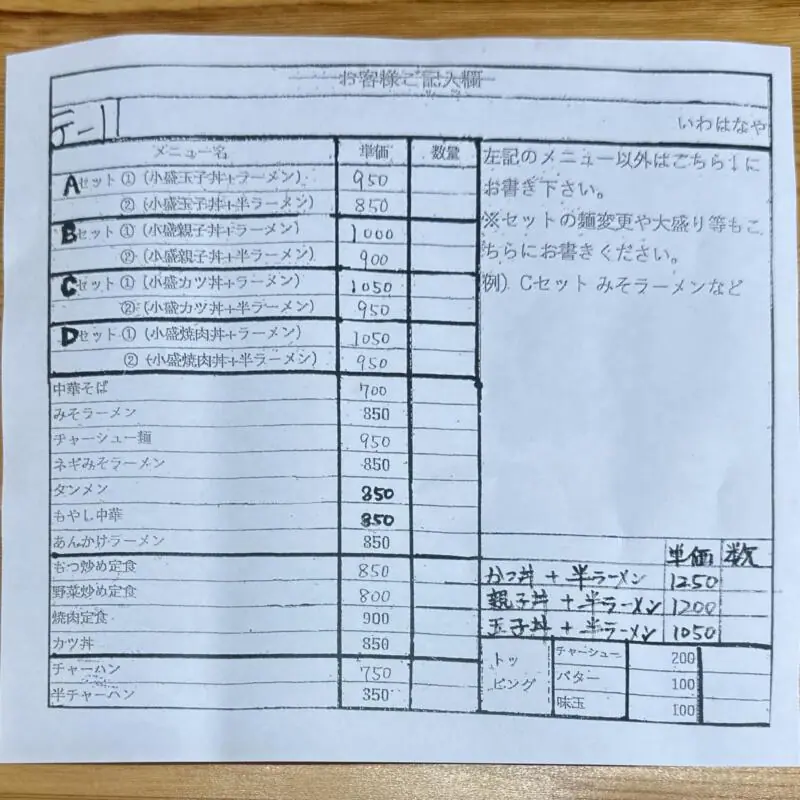 お客様ご記入欄
テー11
いわはなや
メニュー名 単価 数量
Aセット ① (小盛玉子丼+ラーメン) 950
② (小盛玉子丼+半ラーメン) 850
Bセット ① (小盛親子丼+ラーメン) 1000
② (小盛親子丼+半ラーメン) 900
Cセット ① (小盛カツ丼+ラーメン) 1050
② (小盛カツ丼+半ラーメン) 950
Dセット ① (小盛焼肉丼+ラーメン) 1050
② (小盛焼肉丼+半ラーメン) 950
中華そば 700
みそラーメン 850
チャーシュー麺 950
ネギみそラーメン 850
タンメン 850
もやし中華 850
あんかけラーメン 850
もつ炒め定食 850
野菜炒め定食 800
焼肉定食 900
カツ丼 850
チャーハン 750
半チャーハン 350
左記のメニュー以外はこちら↓に
お書き下さい。
※セットの麺変更や大盛り等もこ
ちらにお書きください。
例) Cセット みそラーメンなど
単価 数
かつ丼 + 半ラーメン 1250
親子丼 + 半ラーメン 1200
玉子丼 + 半ラーメン 1050
トッピング
チャーシュー 200
バター 100
味玉 100